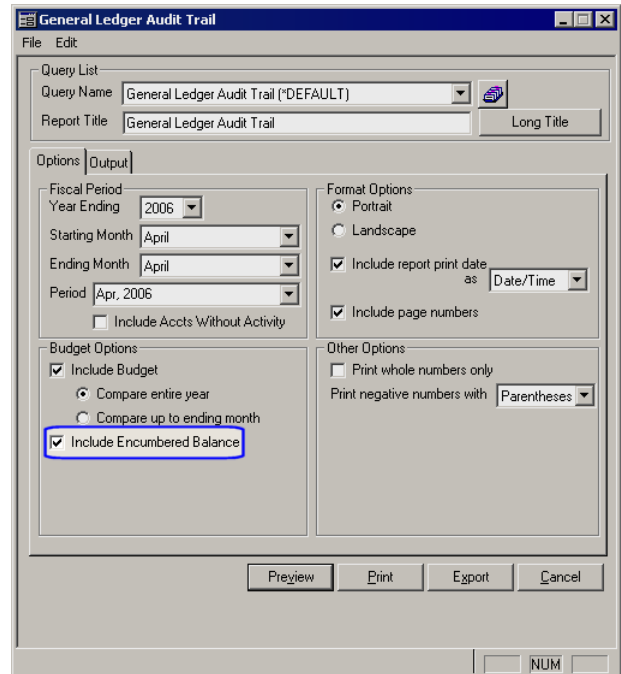 General Ledger Audit Trail
File Edit
Query List
Query Name General Ledger Audit Trail (*DEFAULT)
Report Title General Ledger Audit Trail Long Title
Options Output
Fiscal Period
Year Ending 2006
Starting Month April
Ending Month April
Period Apr, 2006
Include Accts Without Activity
Format Options
Portrait
Landscape
Include report print date
as Date/Time
Include page numbers
Budget Options
Include Budget
Compare entire year
Compare up to ending month
Include Encumbered Balance
Other Options
Print whole numbers only
Print negative numbers with Parentheses
Preview Print Export Cancel
NUM